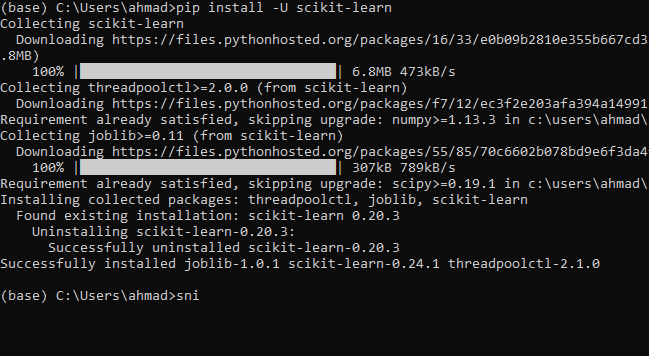 (base) C:\Users\ahmad>pip install -U scikit-learn
Collecting scikit-learn
  Downloading https://files.pythonhosted.org/packages/16/33/e0b09b2810e355b667cd3
.8MB)
    100% |████████████████████████████████| 6.8MB 473kB/s
Collecting threadpoolctl>=2.0.0 (from scikit-learn)
  Downloading https://files.pythonhosted.org/packages/f7/12/ec3f2e203afa394a14991
Requirement already satisfied, skipping upgrade: numpy>=1.13.3 in c:\users\ahmad\
Collecting joblib>=0.11 (from scikit-learn)
  Downloading https://files.pythonhosted.org/packages/55/85/70c6602b078bd9e6f3da4
    100% |████████████████████████████████| 307kB 789kB/s
Requirement already satisfied, skipping upgrade: scipy>=0.19.1 in c:\users\ahmad\
Installing collected packages: threadpoolctl, joblib, scikit-learn
  Found existing installation: scikit-learn 0.20.3
    Uninstalling scikit-learn-0.20.3:
      Successfully uninstalled scikit-learn-0.20.3
Successfully installed joblib-1.0.1 scikit-learn-0.24.1 threadpoolctl-2.1.0
(base) C:\Users\ahmad>sni